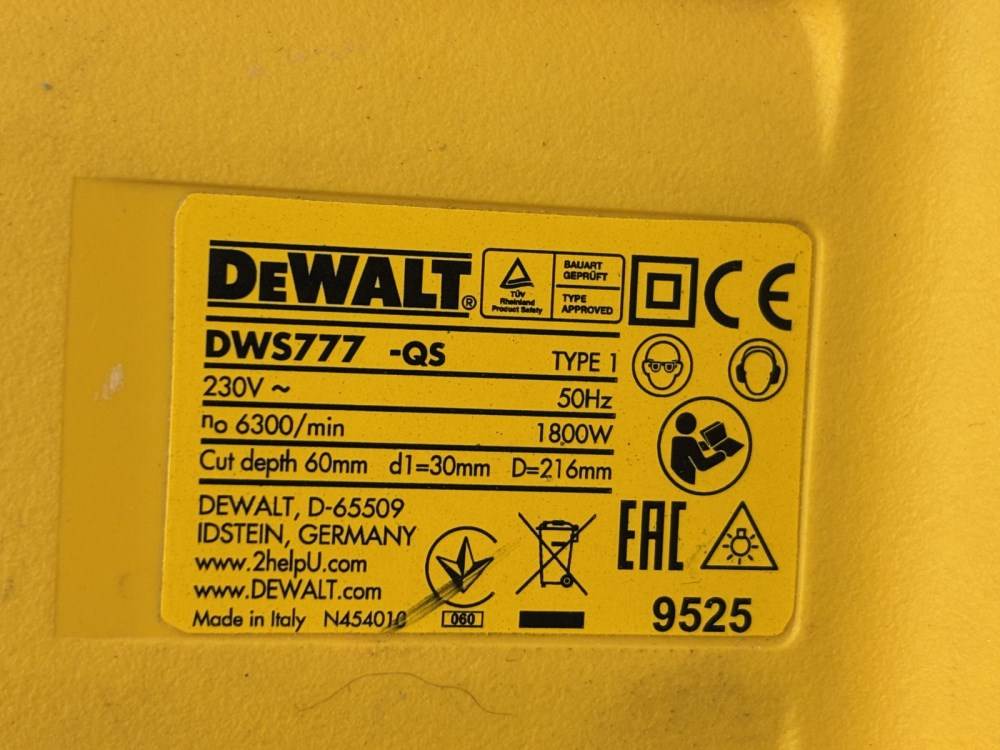 DEWALT®
TÜV
Rheinland
Product Safety
BAUART
GEPRÜFT
TYPE
APPROVED
CE
DWS777 -QS TYPE 1
230V ~ 50Hz
no 6300/min 1800W
Cut depth 60mm d1=30mm D=216mm
DEWALT, D-65509
IDSTEIN, GERMANY
www.2helpU.com
www.DEWALT.com
Made in Italy
060
EAC
9525